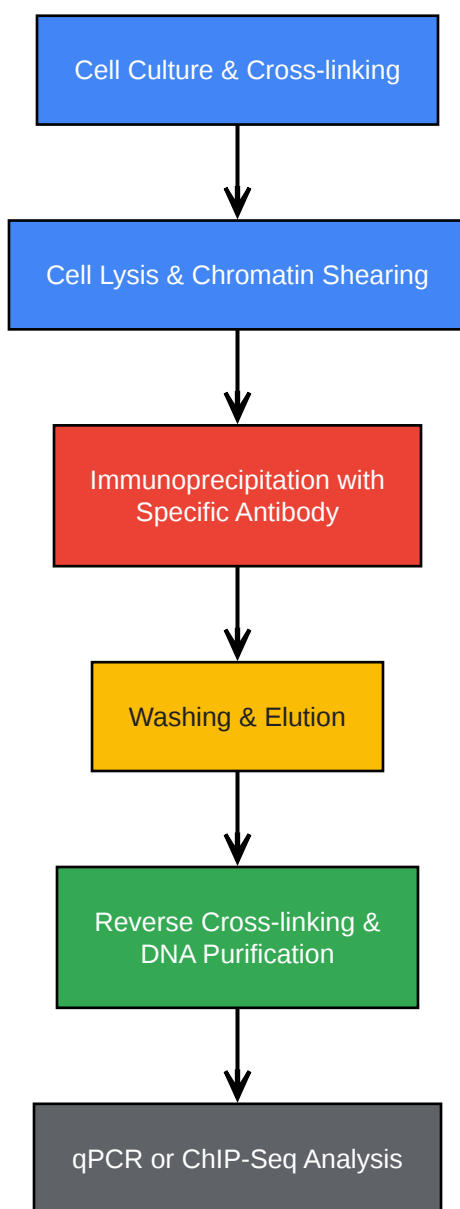 Cell Culture & Cross-linking
Cell Lysis & Chromatin Shearing
Immunoprecipitation with
Specific Antibody
Washing & Elution
Reverse Cross-linking &
DNA Purification
qPCR or ChIP-Seq Analysis